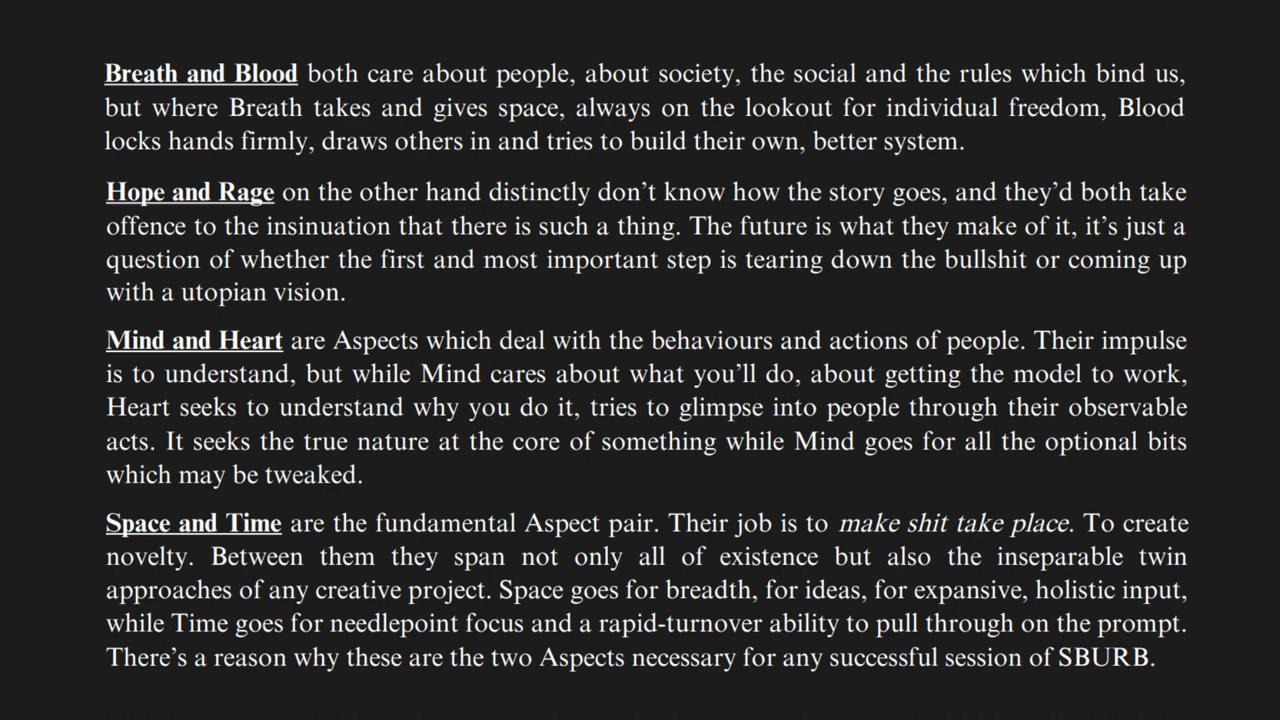 Breath and Blood both care about people, about society, the social and the rules which bind us,
but where Breath takes and gives space, always on the lookout for individual freedom, Blood
locks hands firmly, draws others in and tries to build their own, better system.
Hope and Rage on the other hand distinctly don’t know how the story goes, and they’d both take
offence to the insinuation that there is such a thing. The future is what they make of it, it’s just a
question of whether the first and most important step is tearing down the bullshit or coming up
with a utopian vision.
Mind and Heart are Aspects which deal with the behaviours and actions of people. Their impulse
is to understand, but while Mind cares about what you’ll do, about getting the model to work,
Heart seeks to understand why you do it, tries to glimpse into people through their observable
acts. It seeks the true nature at the core of something while Mind goes for all the optional bits
which may be tweaked.
Space and Time are the fundamental Aspect pair. Their job is to make shit take place. To create
novelty. Between them they span not only all of existence but also the inseparable twin
approaches of any creative project. Space goes for breadth, for ideas, for expansive, holistic input,
while Time goes for needlepoint focus and a rapid-turnover ability to pull through on the prompt.
There’s a reason why these are the two Aspects necessary for any successful session of SBURB.